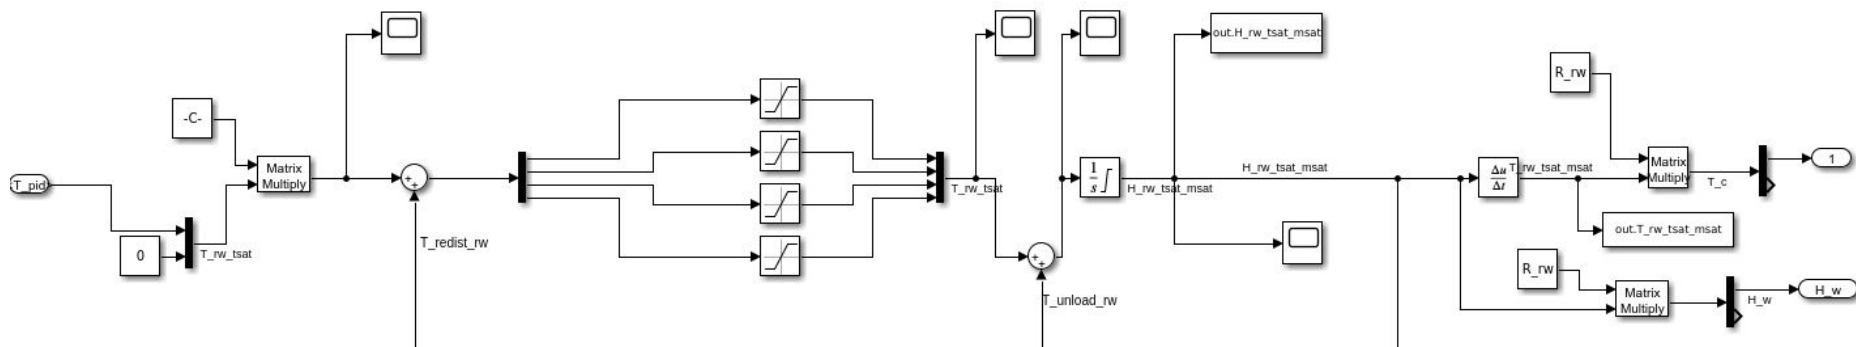 out.H_rw_tsat_msat
R_rw
-C-
Matrix
Multiply
T_pid
0
T_rw_tsat
T_redist_rw
T_rw_tsat
T_unload_rw
1
s
H_rw_tsat_msat
H_rw_tsat_msat
Δu
Δt
T_rw_tsat_msat
Matrix
Multiply
T_c
1
out.T_rw_tsat_msat
R_rw
Matrix
Multiply
H_w
H_w